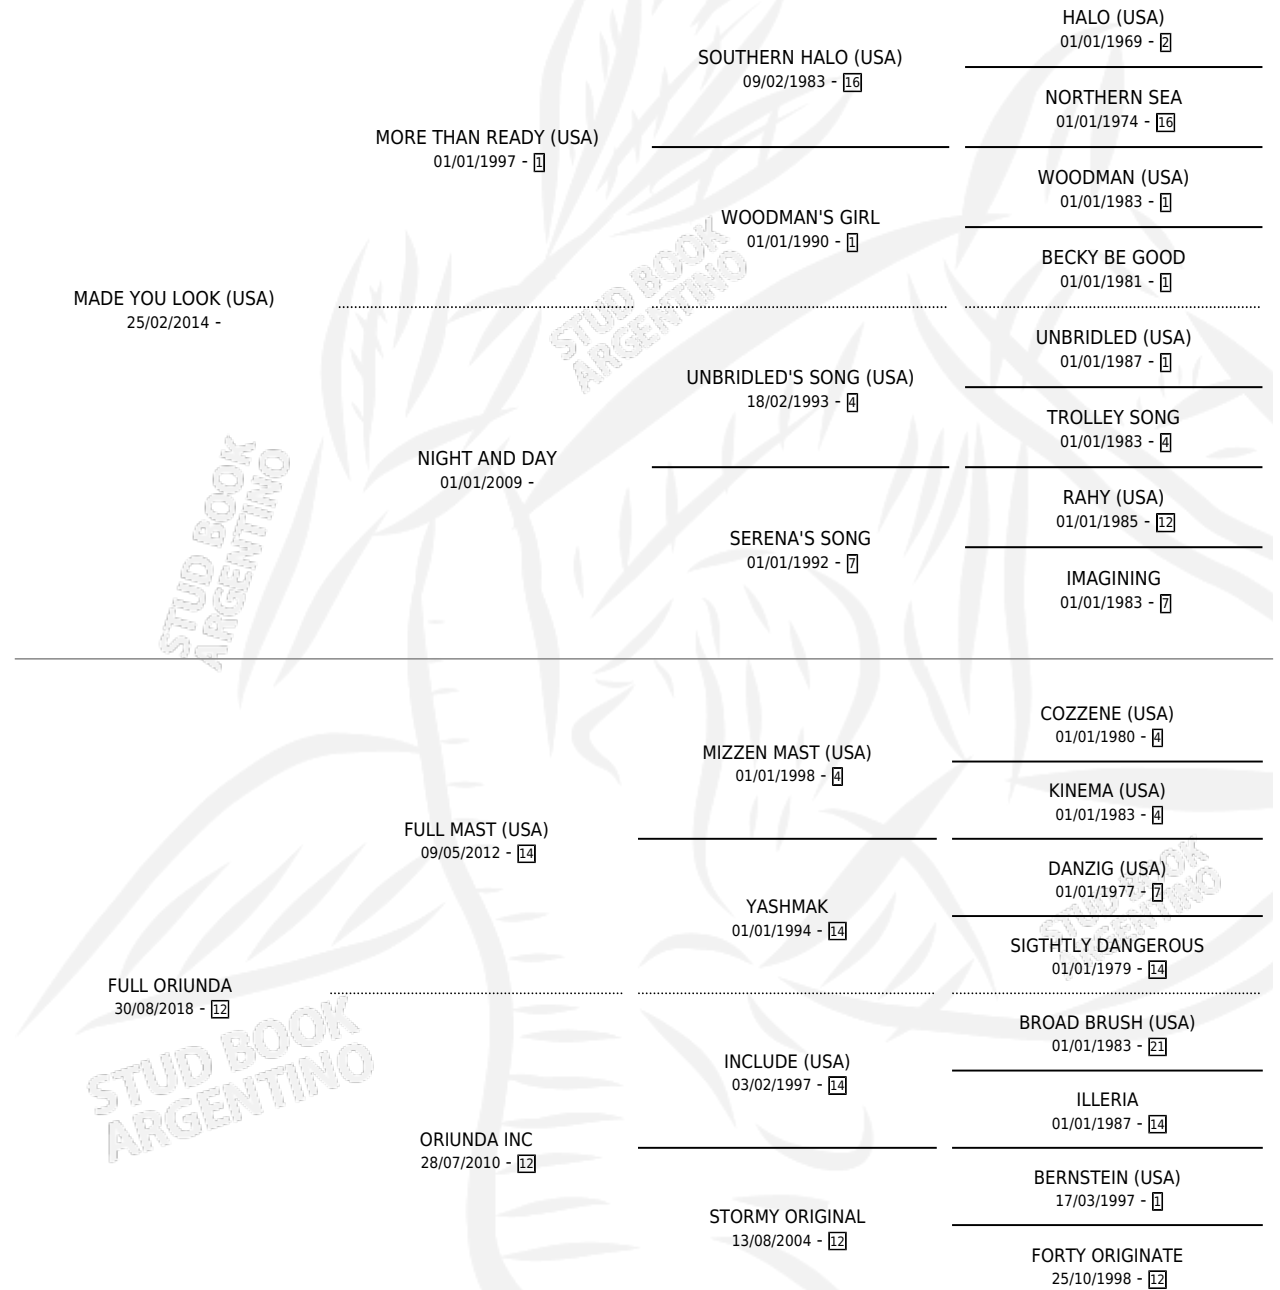 HALO (USA)
01/01/1969 - 2
SOUTHERN HALO (USA)
09/02/1983 - 16
NORTHERN SEA
01/01/1974 - 16
MORE THAN READY (USA)
01/01/1997 - 1
WOODMAN (USA)
01/01/1983 - 1
WOODMAN'S GIRL
01/01/1990 - 1
BECKY BE GOOD
01/01/1981 - 1
MADE YOU LOOK (USA)
25/02/2014 -
UNBRIDLED (USA)
01/01/1987 - 1
UNBRIDLED'S SONG (USA)
18/02/1993 - 4
TROLLEY SONG
01/01/1983 - 4
NIGHT AND DAY
01/01/2009 -
RAHY (USA)
01/01/1985 - 12
SERENA'S SONG
01/01/1992 - 7
IMAGINING
01/01/1983 - 7
COZZENE (USA)
01/01/1980 - 4
MIZZEN MAST (USA)
01/01/1998 - 4
KINEMA (USA)
01/01/1983 - 4
FULL MAST (USA)
09/05/2012 - 14
DANZIG (USA)
01/01/1977 - 7
YASHMAK
01/01/1994 - 14
SIGTHTLY DANGEROUS
01/01/1979 - 14
FULL ORIUNDA
30/08/2018 - 12
BROAD BRUSH (USA)
01/01/1983 - 21
INCLUDE (USA)
03/02/1997 - 14
ILLERIA
01/01/1987 - 14
ORIUNDA INC
28/07/2010 - 12
BERNSTEIN (USA)
17/03/1997 - 1
STORMY ORIGINAL
13/08/2004 - 12
FORTY ORIGINATE
25/10/1998 - 12
STUD BOOK
ARGENTINO
STUD BOOK
ARGENTINO
STUD BOOK
ARGENTINO
STUD BOOK
ARGENTINO